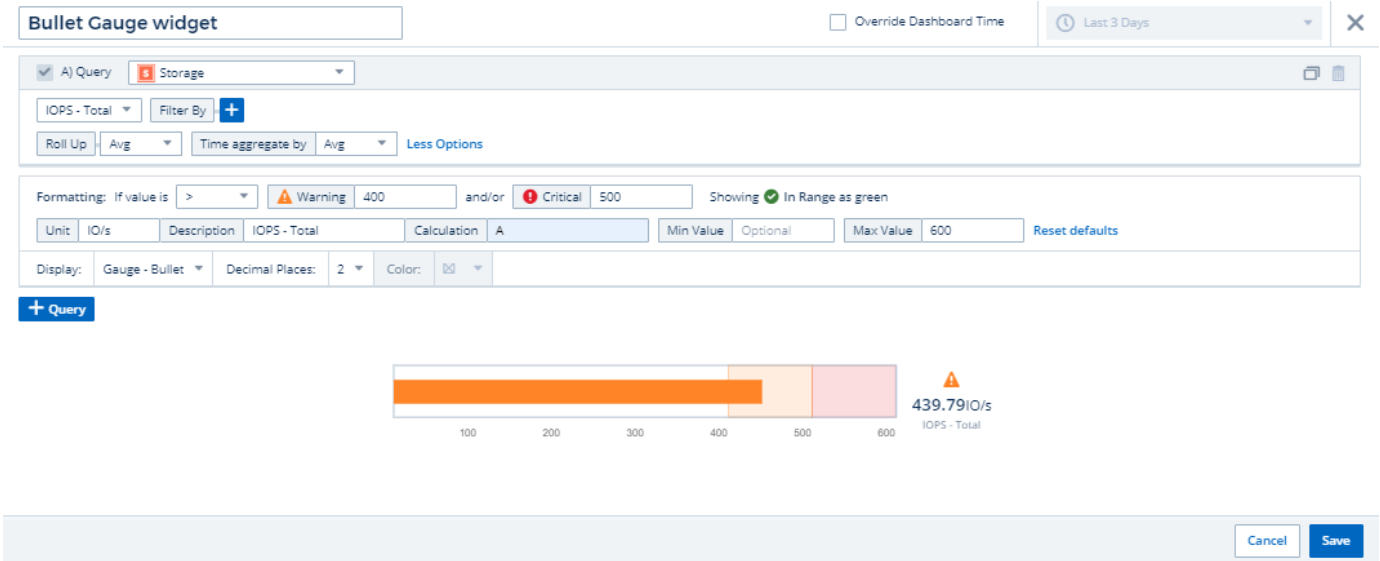 Bullet Gauge widget Override Dashboard Time Last 3 Days
A) Query S Storage
IOPS - Total Filter By +
Roll Up Avg Time aggregate by Avg Less Options
Formatting: If value is > Warning 400 and/or Critical 500 Showing In Range as green
Unit IO/s Description IOPS - Total Calculation A Min Value Optional Max Value 600 Reset defaults
Display: Gauge - Bullet Decimal Places: 2 Color:
+ Query
439.79IO/s
IOPS - Total
100 200 300 400 500 600
Cancel Save